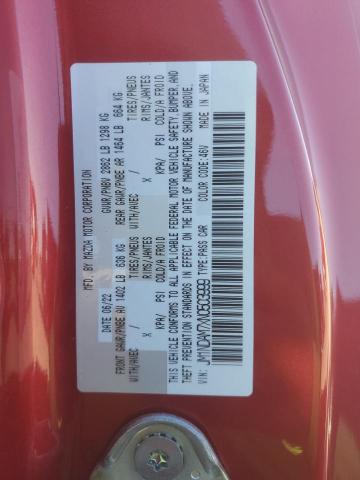 MFD. BY MAZDA MOTOR CORPORATION
DATE 06/22 GVWR/PNBV 2862 LB 1298 KG
FRONT GAWR/PNBE AV 1402 LB 636 KG REAR GAWR/PNBE AR 1464 LB 664 KG
WITH/AVEC TIRES/PNEUS WITH/AVEC TIRES/PNEUS
X RIMS/JANTES X RIMS/JANTES
KPA/ PSI COLD/A FROID KPA/ PSI COLD/A FROID
THIS VEHICLE CONFORMS TO ALL APPLICABLE FEDERAL MOTOR VEHICLE SAFETY, BUMPER, AND
THEFT PREVENTION STANDARDS IN EFFECT ON THE DATE OF MANUFACTURE SHOWN ABOVE.
VIN: TYPE:PASS CAR COLOR CODE:46V MADE IN JAPAN